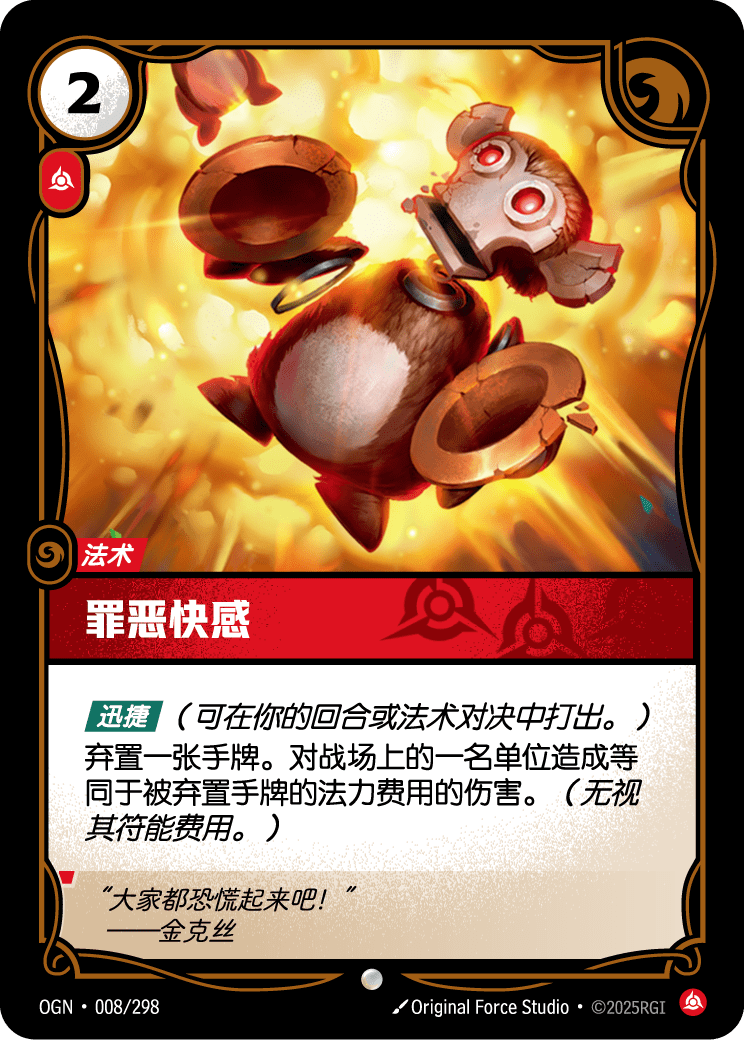 2
法术
罪恶快感
迅捷（可在你的回合或法术对决中打出。）
弃置一张手牌。对战场上的一名单位造成等
同于被弃置手牌的法力费用的伤害。（无视
其符能费用。）
“大家都恐慌起来吧！”
——金克丝
OGN • 008/298
Original Force Studio • ©2025RGI